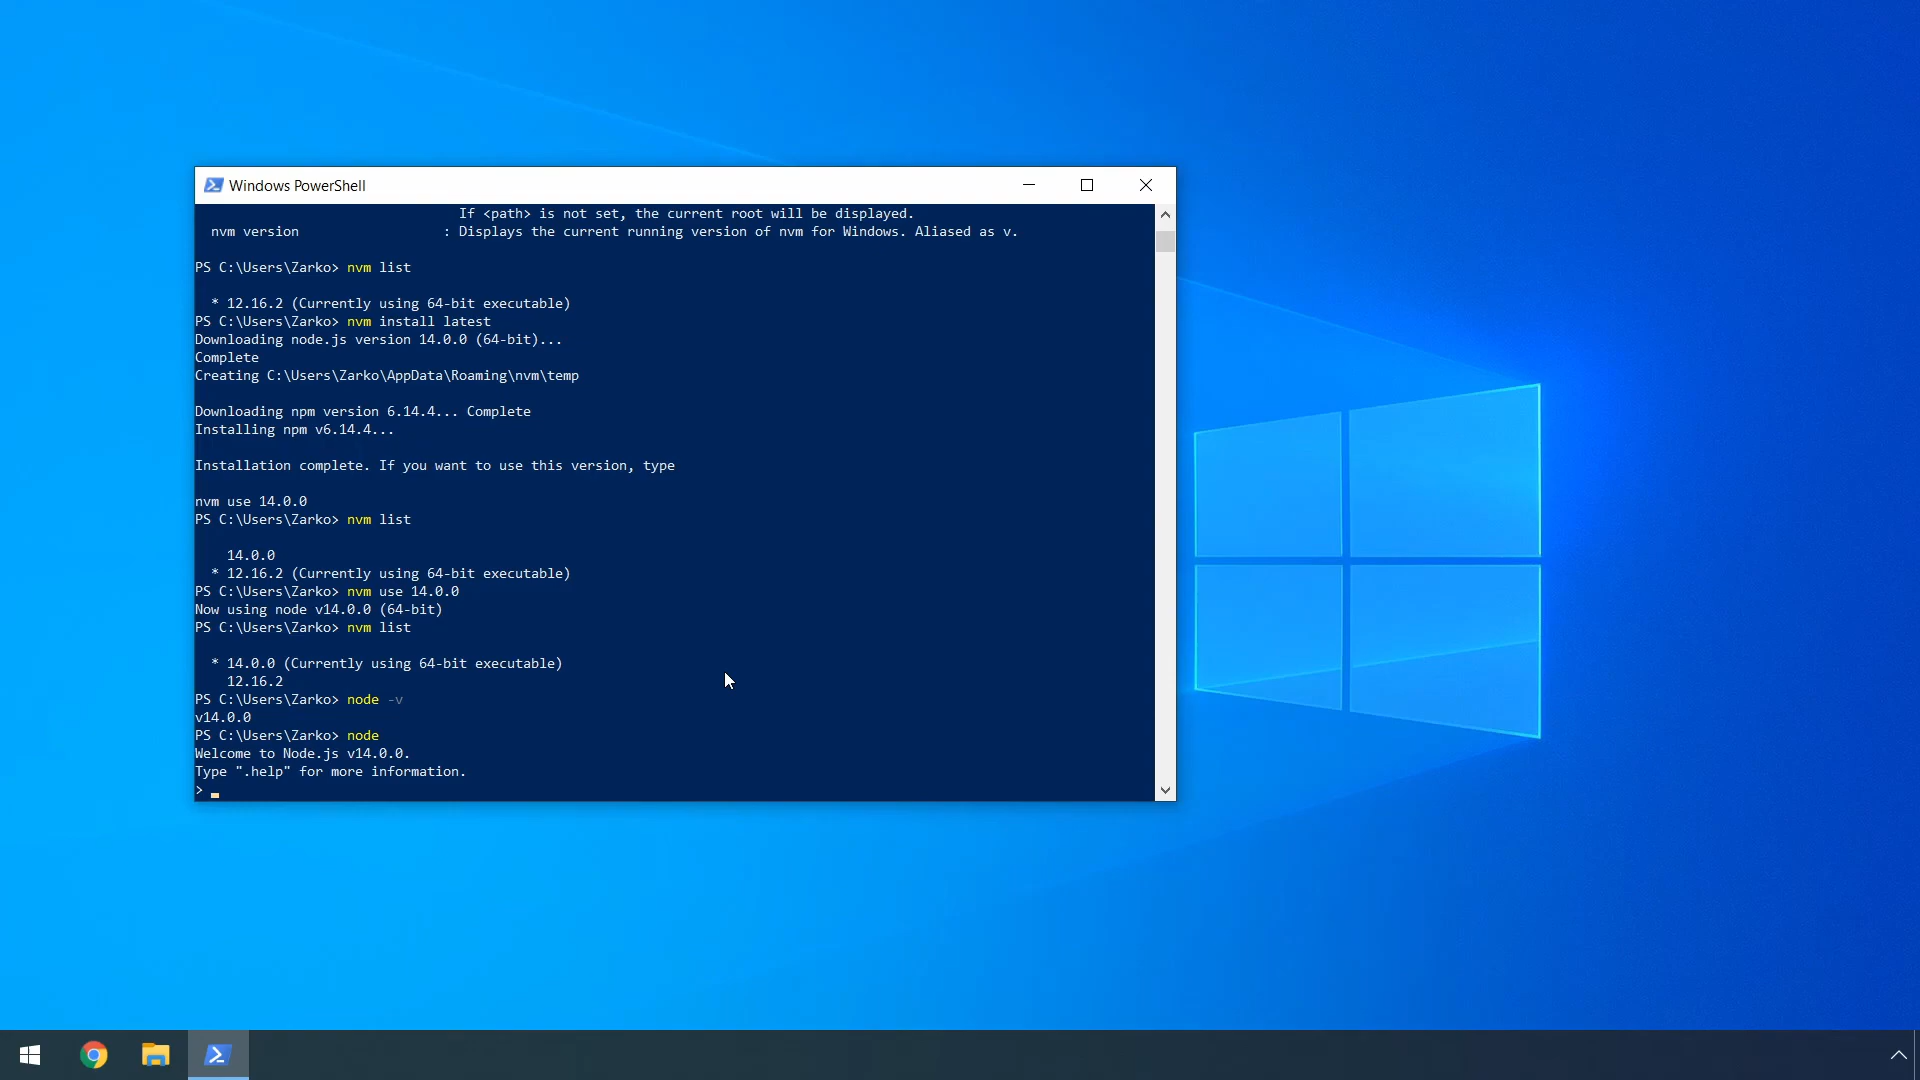 Windows PowerShell
If <path> is not set, the current root will be displayed.
nvm version : Displays the current running version of nvm for Windows. Aliased as v.
PS C:\Users\Zarko> nvm list
* 12.16.2 (Currently using 64-bit executable)
PS C:\Users\Zarko> nvm install latest
Downloading node.js version 14.0.0 (64-bit)...
Complete
Creating C:\Users\Zarko\AppData\Roaming\nvm\temp
Downloading npm version 6.14.4... Complete
Installing npm v6.14.4...
Installation complete. If you want to use this version, type
nvm use 14.0.0
PS C:\Users\Zarko> nvm list
14.0.0
* 12.16.2 (Currently using 64-bit executable)
PS C:\Users\Zarko> nvm use 14.0.0
Now using node v14.0.0 (64-bit)
PS C:\Users\Zarko> nvm list
* 14.0.0 (Currently using 64-bit executable)
12.16.2
PS C:\Users\Zarko> node -v
v14.0.0
PS C:\Users\Zarko> node
Welcome to Node.js v14.0.0.
Type ".help" for more information.
>